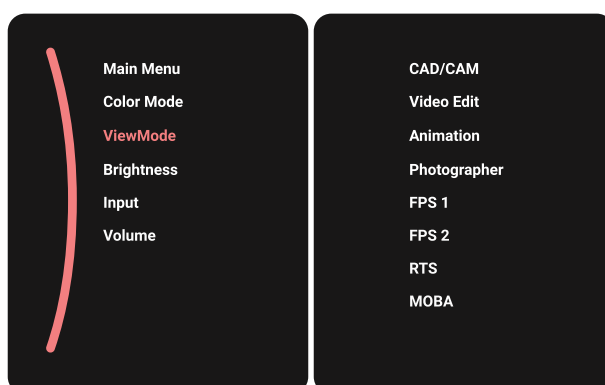 Main Menu
Color Mode
ViewMode
Brightness
Input
Volume
CAD/CAM
Video Edit
Animation
Photographer
FPS 1
FPS 2
RTS
MOBA